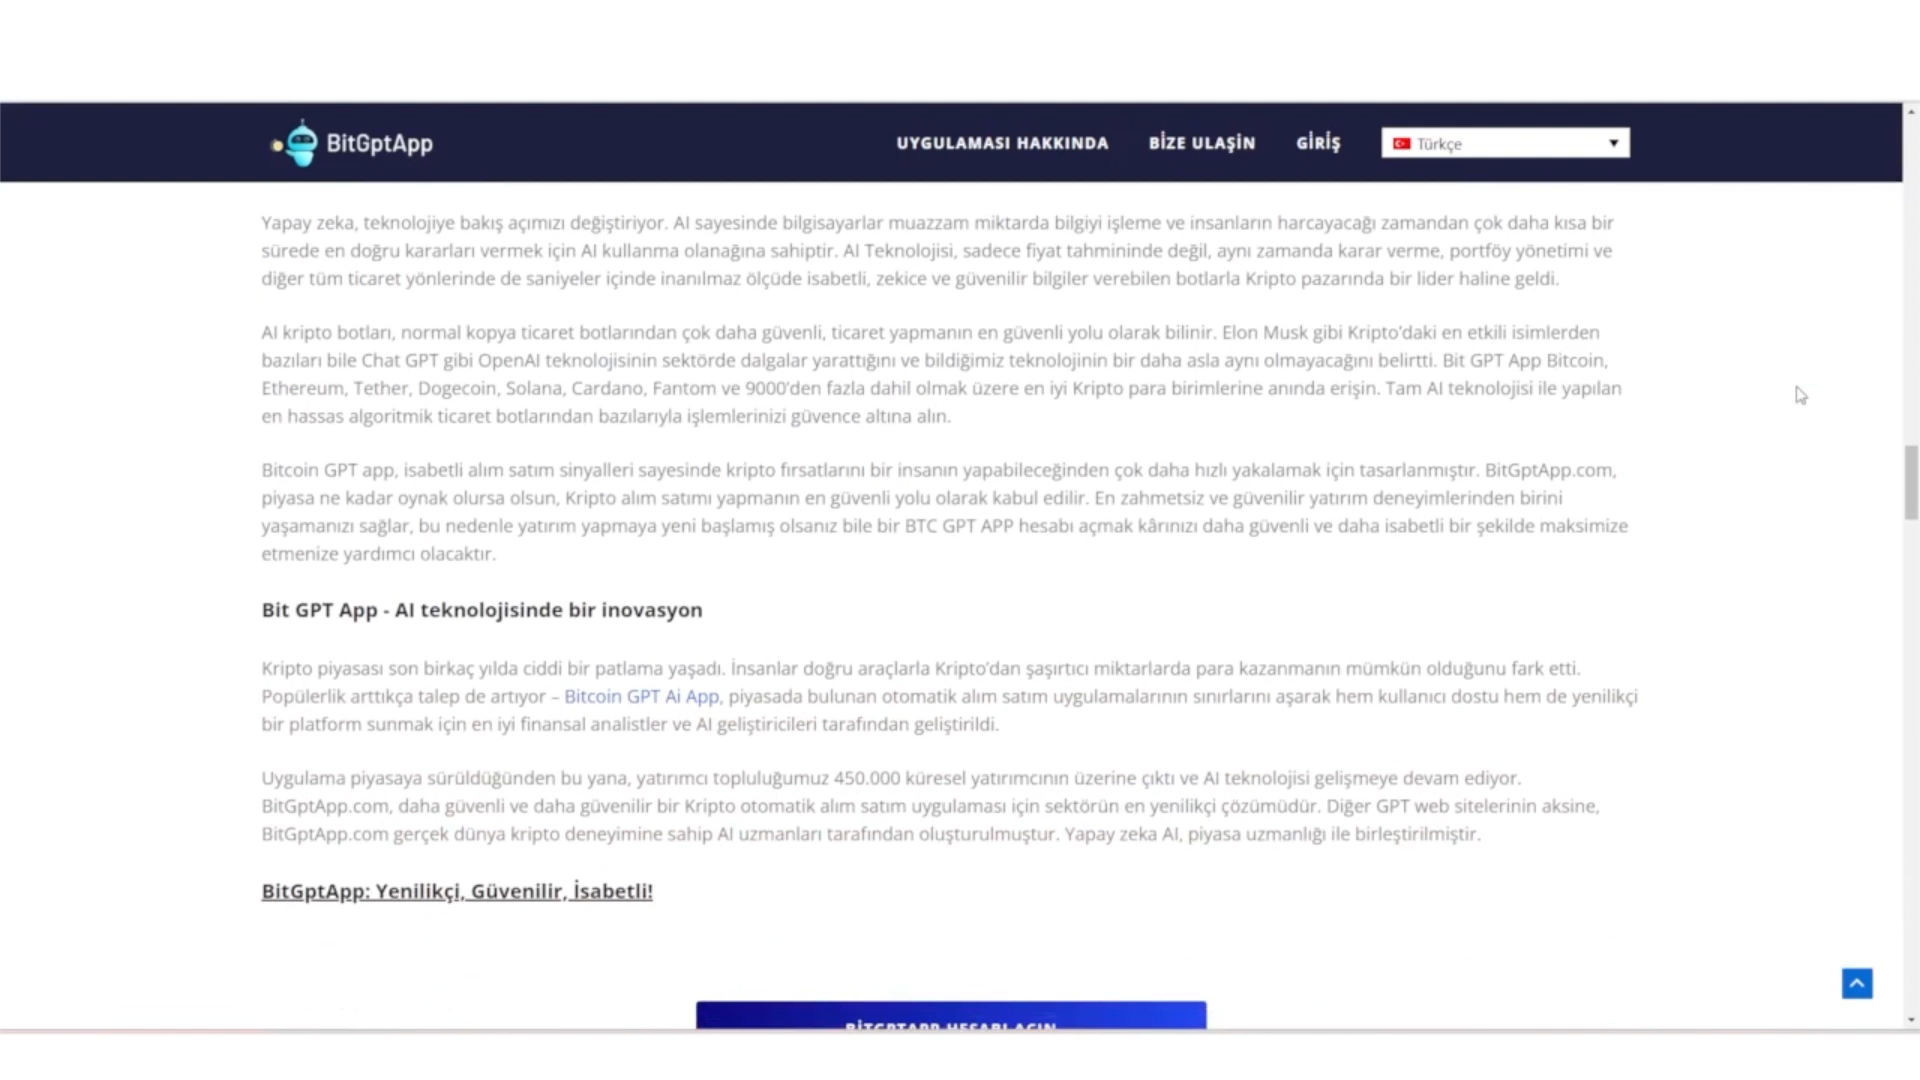 BitGptApp
UYGULAMASI HAKKINDA
BİZE ULAŞİN
GİRİŞ
Türkçe
Yapay zeka, teknolojiye bakış açımızı değiştiriyor. AI sayesinde bilgisayarlar muazzam miktarda bilgiyi işleme ve insanların harcayacağı zamandan çok daha kısa bir
sürede en doğru kararları vermek için AI kullanma olanağına sahiptir. AI Teknolojisi, sadece fiyat tahmininde değil, aynı zamanda karar verme, portföy yönetimi ve
diğer tüm ticaret yönlerinde de saniyeler içinde inanılmaz ölçüde isabetli, zekice ve güvenilir bilgiler verebilen botlarla Kripto pazarında bir lider haline geldi.
AI kripto botları, normal kopya ticaret botlarından çok daha güvenli, ticaret yapmanın en güvenli yolu olarak bilinir. Elon Musk gibi Kripto’daki en etkili isimlerden
bazıları bile Chat GPT gibi OpenAI teknolojisinin sektörde dalgalar yarattığını ve bildiğimiz teknolojinin bir daha asla aynı olmayacağını belirtti. Bit GPT App Bitcoin,
Ethereum, Tether, Dogecoin, Solana, Cardano, Fantom ve 9000’den fazla dahil olmak üzere en iyi Kripto para birimlerine anında erişin. Tam AI teknolojisi ile yapılan
en hassas algoritmik ticaret botlarından bazılarıyla işlemlerinizi güvence altına alın.
Bitcoin GPT app, isabetli alım satım sinyalleri sayesinde kripto fırsatlarını bir insanın yapabileceğinden çok daha hızlı yakalamak için tasarlanmıştır. BitGptApp.com,
piyasa ne kadar oynak olursa olsun, Kripto alım satımı yapmanın en güvenli yolu olarak kabul edilir. En zahmetsiz ve güvenilir yatırım deneyimlerinden birini
yaşamanızı sağlar, bu nedenle yatırım yapmaya yeni başlamış olsanız bile bir BTC GPT APP hesabı açmak kârınızı daha güvenli ve daha isabetli bir şekilde maksimize
etmenize yardımcı olacaktır.
Bit GPT App - AI teknolojisinde bir inovasyon
Kripto piyasası son birkaç yılda ciddi bir patlama yaşadı. İnsanlar doğru araçlarla Kripto’dan şaşırtıcı miktarlarda para kazanmanın mümkün olduğunu fark etti.
Popülerlik arttıkça talep de artıyor – Bitcoin GPT Ai App, piyasada bulunan otomatik alım satım uygulamalarının sınırlarını aşarak hem kullanıcı dostu hem de yenilikçi
bir platform sunmak için en iyi finansal analistler ve AI geliştiricileri tarafından geliştirildi.
Uygulama piyasaya sürüldüğünden bu yana, yatırımcı topluluğumuz 450.000 küresel yatırımcının üzerine çıktı ve AI teknolojisi gelişmeye devam ediyor.
BitGptApp.com, daha güvenli ve daha güvenilir bir Kripto otomatik alım satım uygulaması için sektörün en yenilikçi çözümüdür. Diğer GPT web sitelerinin aksine,
BitGptApp.com gerçek dünya kripto deneyimine sahip AI uzmanları tarafından oluşturulmuştur. Yapay zeka AI, piyasa uzmanlığı ile birleştirilmiştir.
BitGptApp: Yenilikçi, Güvenilir, İsabetli!
BİTGPTAPP HESABI AÇIN